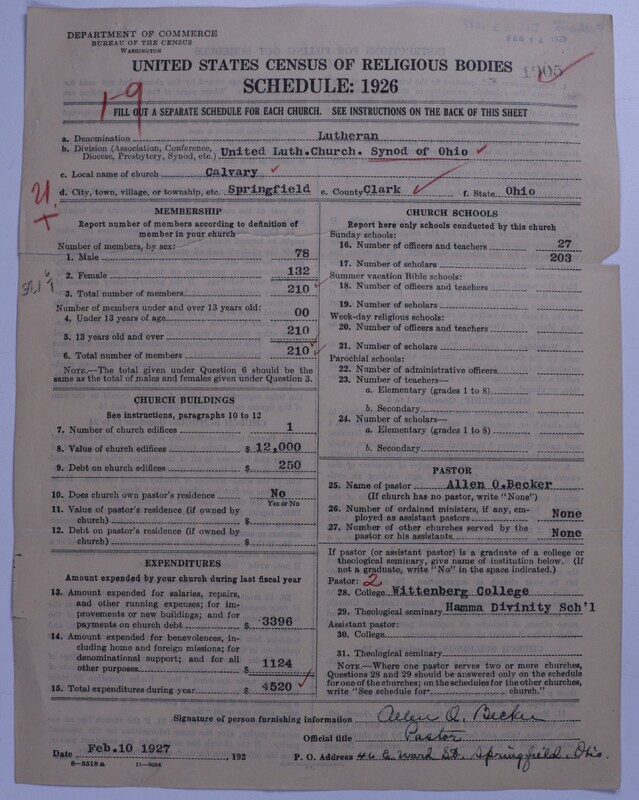 DEPARTMENT OF COMMERCE
BUREAU OF THE CENSUS
WASHINGTON
UNITED STATES CENSUS OF RELIGIOUS BODIES
1905
SCHEDULE: 1926
1-9
FILL OUT A SEPARATE SCHEDULE FOR EACH CHURCH. SEE INSTRUCTIONS ON THE BACK OF THIS SHEET
a. Denomination Lutheran
b. Division (Association, Conference, Diocese, Presbytery, Synod, etc.) United Luth.Church. Synod of Ohio
c. Local name of church Calvary
d. City, town, village, or township, etc. Springfield e. County Clark f. State Ohio
MEMBERSHIP
Report number of members according to definition of
member in your church
Number of members, by sex:
1. Male 78
2. Female 132
3. Total number of members 210
Number of members under and over 13 years old:
4. Under 13 years of age 00
5. 13 years old and over 210
6. Total number of members 210
NOTE.—The total given under Question 6 should be
same as the total of males and females given under Question 3.
CHURCH BUILDINGS
See instructions, paragraphs 10 to 12
7. Number of church edifices 1
8. Value of church edifices $ 12,000
9. Debt on church edifices $ 250
10. Does church own pastor's residence No
Yes or No
11. Value of pastor's residence (if owned by
church) $
12. Debt on pastor's residence (if owned by
church) $
EXPENDITURES
Amount expended by your church during last fiscal year
13. Amount expended for salaries, repairs,
and other running expenses; for im-
provements or new buildings; and for
payments on church debt $ 3396
14. Amount expended for benevolences, in-
cluding home and foreign missions; for
denominational support; and for all
other purposes $ 1124
15. Total expenditures during year $ 4520
CHURCH SCHOOLS
Report here only schools conducted by this church
Sunday schools:
16. Number of officers and teachers 27
17. Number of scholars 203
Summer vacation Bible schools:
18. Number of officers and teachers
19. Number of scholars
Week-day religious schools:
20. Number of officers and teachers
21. Number of scholars
Parochial schools:
22. Number of administrative officers
23. Number of teachers—
a. Elementary (grades 1 to 8)
b. Secondary
24. Number of scholars—
a. Elementary (grades 1 to 8)
b. Secondary
PASTOR
25. Name of pastor Allen O.Becker
(If church has no pastor, write "None")
26. Number of ordained ministers, if any, em-
ployed as assistant pastors None
27. Number of other churches served by the
pastor or his assistants None
If pastor (or assistant pastor) is a graduate of a college or
theological seminary, give name of institution below. (If
not a graduate, write "No" in the space indicated.)
Pastor: 2
28. College Wittenberg College
29. Theological seminary Hamma Divinity Sch'l
Assistant pastor:
30. College
31. Theological seminary
NOTE.—Where one pastor serves two or more churches,
Questions 28 and 29 should be answered only on the schedule
for one of the churches; on the schedules for the other churches,
write "See schedule for church."
Signature of person furnishing information Allen O. Becker
Official title Pastor
Date Feb.10 1927, 192 P. O. Address 46 E. Ward St. Springfield, Ohio.
8-5518a 11-9024